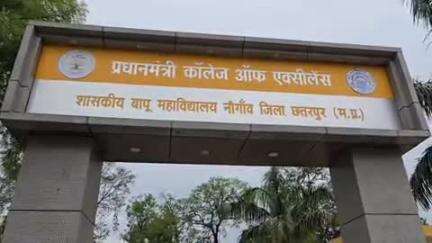 प्रधानमंत्री कॉलेज ऑफ एक्सीलेंस
शासकीय बापू महाविद्यालय नौगाँव जिला छतरपुर (म.प्र.)